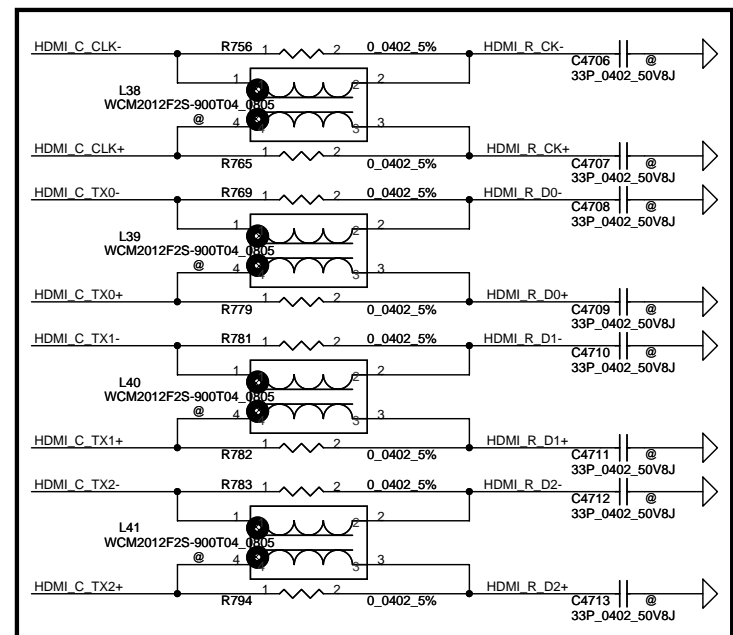 HDMI_C_CLK- R756 1 2 0_0402_5% HDMI_R_CK-
C4706 @
33P_0402_50V8J
1 2 2
L38
WCM2012F2S-900T04_0805
@ 4 3 3
HDMI_C_CLK+ 1 2 HDMI_R_CK+
R765 0_0402_5% C4707 @
33P_0402_50V8J
HDMI_C_TX0- R769 1 2 0_0402_5% HDMI_R_D0-
C4708 @
33P_0402_50V8J
1 2 2
L39
WCM2012F2S-900T04_0805
@ 4 3 3
HDMI_C_TX0+ 1 2 HDMI_R_D0+
R779 0_0402_5% C4709 @
33P_0402_50V8J
HDMI_C_TX1- R781 1 2 0_0402_5% HDMI_R_D1-
C4710 @
33P_0402_50V8J
1 2 2
L40
WCM2012F2S-900T04_0805
@ 4 3 3
HDMI_C_TX1+ 1 2 HDMI_R_D1+
R782 0_0402_5% C4711 @
33P_0402_50V8J
HDMI_C_TX2- R783 1 2 0_0402_5% HDMI_R_D2-
C4712 @
33P_0402_50V8J
1 2 2
L41
WCM2012F2S-900T04_0805
@ 4 3 3
HDMI_C_TX2+ 1 2 HDMI_R_D2+
R794 0_0402_5% C4713 @
33P_0402_50V8J